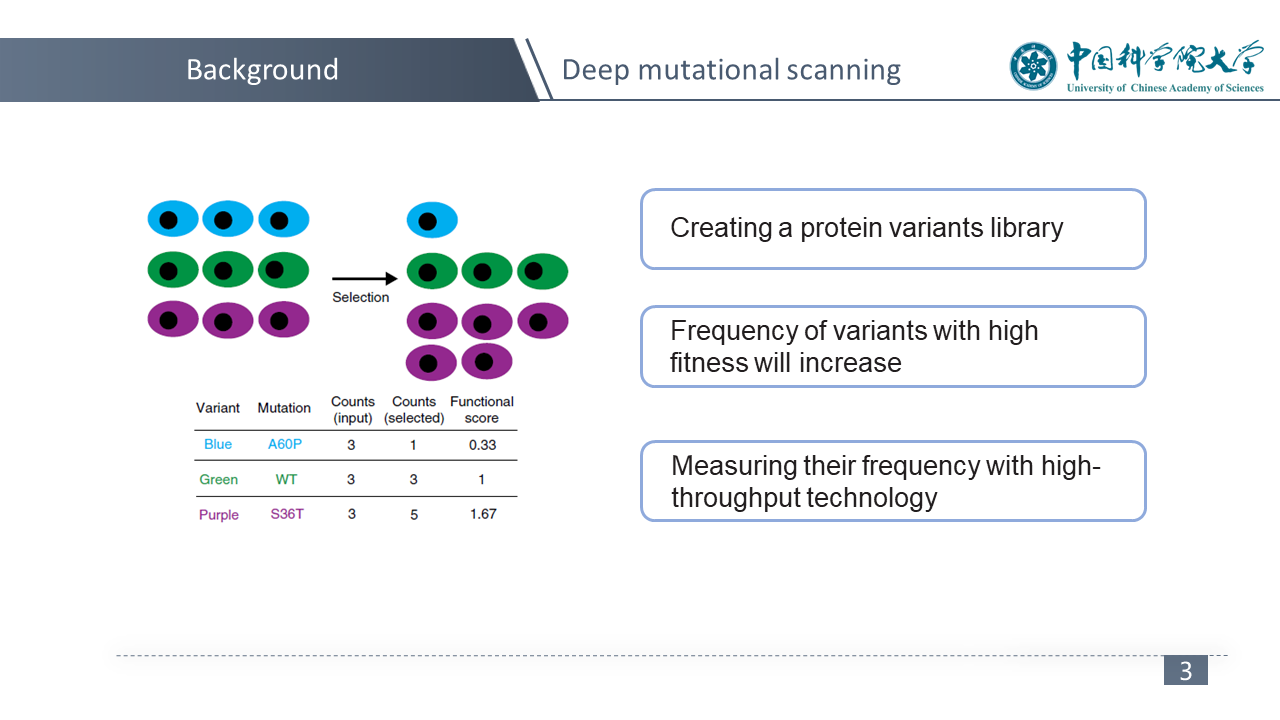 Background
Deep mutational scanning
中国科学院大学
University of Chinese Academy of Sciences
Selection
Variant Mutation Counts (input) Counts (selected) Functional score
Blue A60P 3 1 0.33
Green WT 3 3 1
Purple S36T 3 5 1.67
Creating a protein variants library
Frequency of variants with high
fitness will increase
Measuring their frequency with high-
throughput technology
3